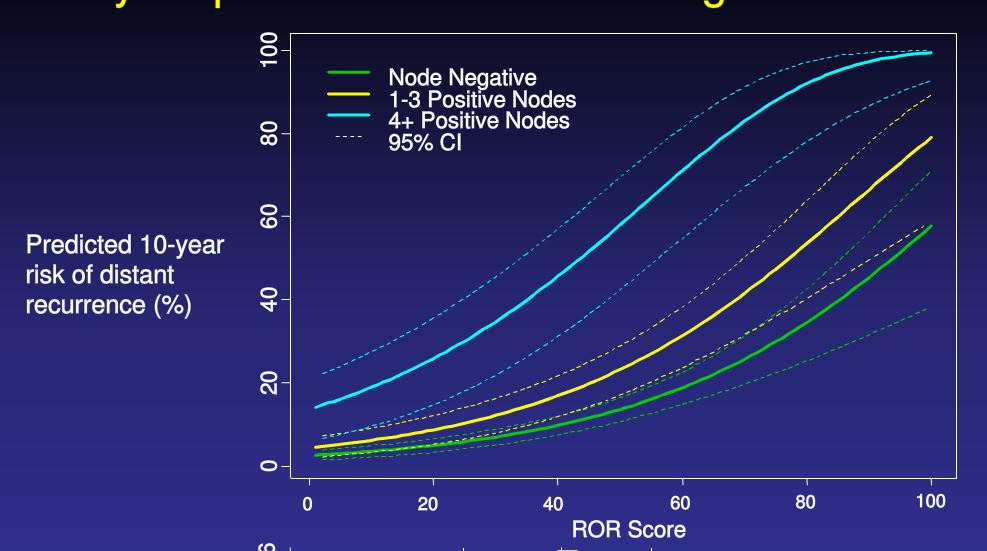 100
80
60
40
20
0
Node Negative
1-3 Positive Nodes
4+ Positive Nodes
95% CI
Predicted 10-year
risk of distant
recurrence (%)
0 20 40 60 80 100
ROR Score